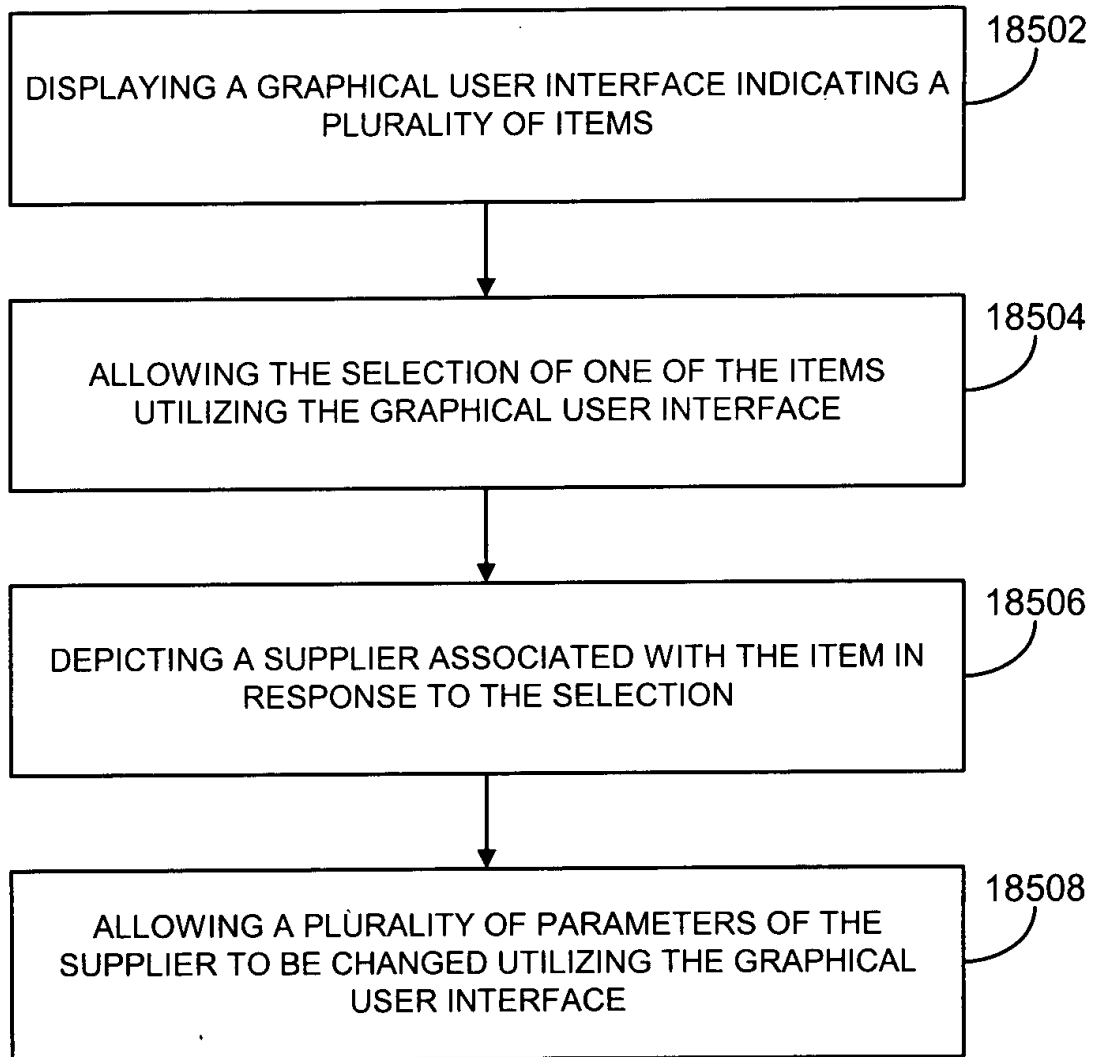 18502
DISPLAYING A GRAPHICAL USER INTERFACE INDICATING A
PLURALITY OF ITEMS
18504
ALLOWING THE SELECTION OF ONE OF THE ITEMS
UTILIZING THE GRAPHICAL USER INTERFACE
18506
DEPICTING A SUPPLIER ASSOCIATED WITH THE ITEM IN
RESPONSE TO THE SELECTION
18508
ALLOWING A PLURALITY OF PARAMETERS OF THE
SUPPLIER TO BE CHANGED UTILIZING THE GRAPHICAL
USER INTERFACE